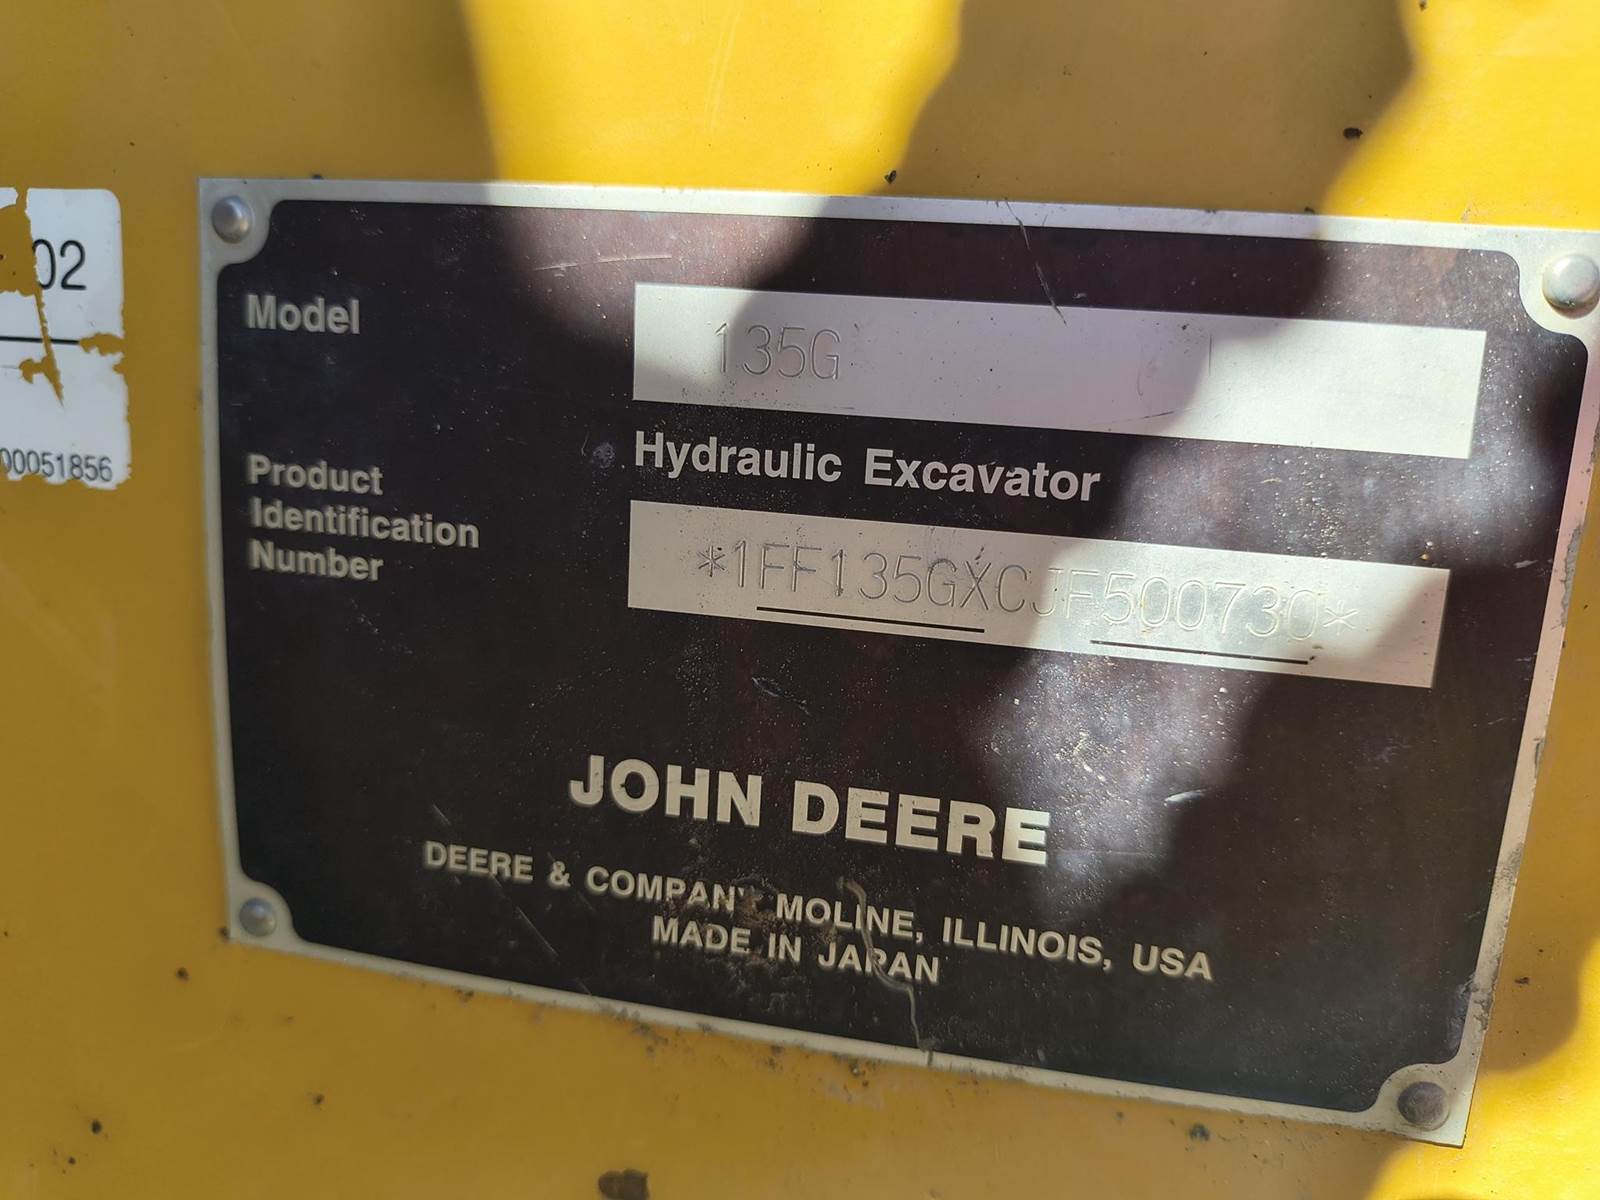 02
00051856
Model
135G
Hydraulic Excavator
Product
Identification
Number
*1FF135GXCJF500730*
JOHN DEERE
DEERE & COMPANY MOLINE, ILLINOIS, USA
MADE IN JAPAN